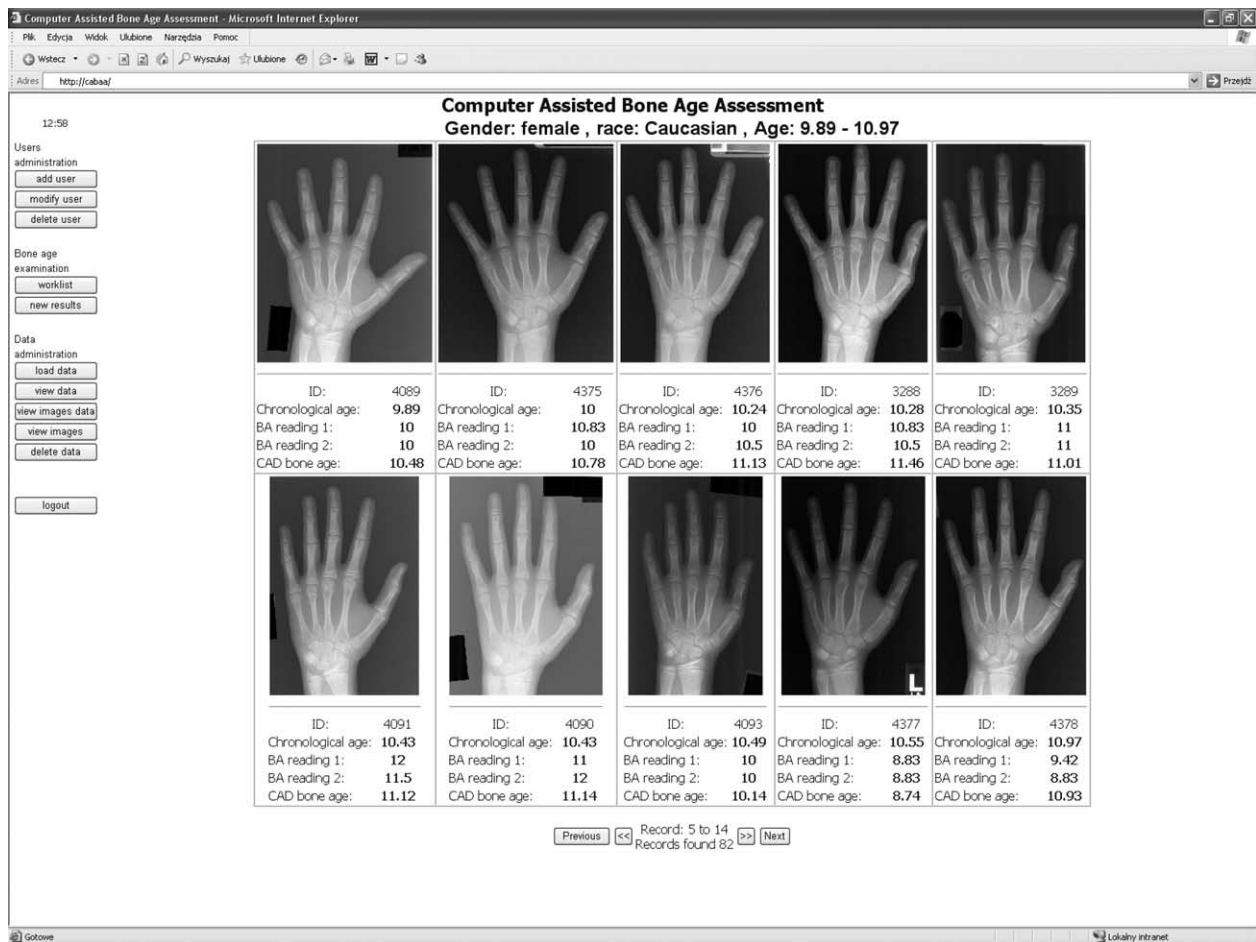 Computer Assisted Bone Age Assessment - Microsoft Internet Explorer
Plik Edycja Widok Ulubione Narzędzia Pomoc
Wstecz Wyszukaj Ulubione
Adres http://cabaa/ Przejdź
Computer Assisted Bone Age Assessment
Gender: female , race: Caucasian , Age: 9.89 - 10.97
12:58
Users
administration
add user
modify user
delete user
Bone age
examination
worklist
new results
Data
administration
load data
view data
view images data
view images
delete data
logout
ID: 4089 ID: 4375 ID: 4376 ID: 3288 ID: 3289
Chronological age: 9.89 Chronological age: 10 Chronological age: 10.24 Chronological age: 10.28 Chronological age: 10.35
BA reading 1: 10 BA reading 1: 10.83 BA reading 1: 10 BA reading 1: 10.83 BA reading 1: 11
BA reading 2: 10 BA reading 2: 10 BA reading 2: 10.5 BA reading 2: 10.5 BA reading 2: 11
CAD bone age: 10.48 CAD bone age: 10.78 CAD bone age: 11.13 CAD bone age: 11.46 CAD bone age: 11.01
L
ID: 4091 ID: 4090 ID: 4093 ID: 4377 ID: 4378
Chronological age: 10.43 Chronological age: 10.43 Chronological age: 10.49 Chronological age: 10.55 Chronological age: 10.97
BA reading 1: 12 BA reading 1: 11 BA reading 1: 10 BA reading 1: 8.83 BA reading 1: 9.42
BA reading 2: 11.5 BA reading 2: 12 BA reading 2: 10 BA reading 2: 8.83 BA reading 2: 8.83
CAD bone age: 11.12 CAD bone age: 11.14 CAD bone age: 10.14 CAD bone age: 8.74 CAD bone age: 10.93
Previous << Record: 5 to 14 >> Next
Records found 82
Gotowe Lokalny intranet